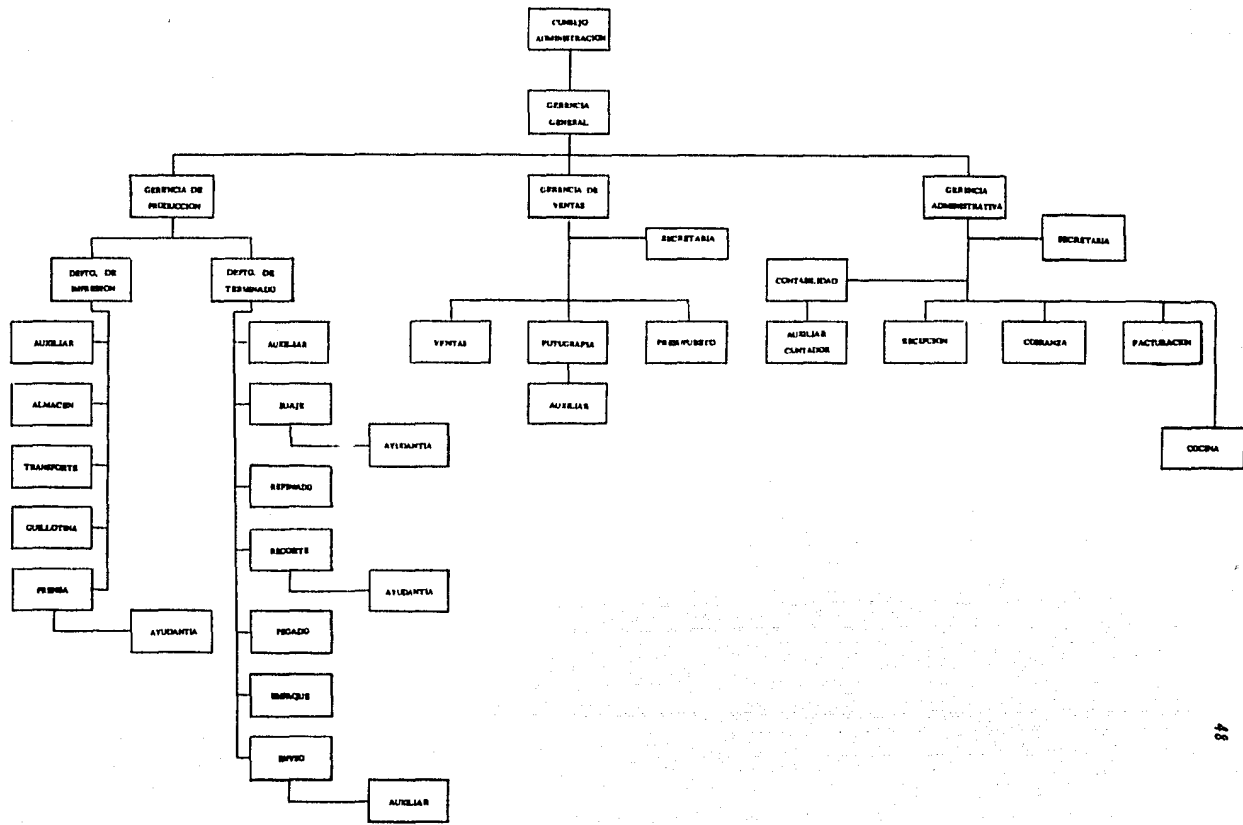 CONSEJO
ADMINISTRACION
GERENCIA
GENERAL
GERENCIA DE
PRODUCCION
GERENCIA DE
VENTAS
GERENCIA
ADMINISTRATIVA
SECRETARIA
SECRETARIA
DEPTO. DE
IMPRESION
DEPTO. DE
TERMINADO
CONTABILIDAD
AUXILIAR
AUXILIAR
VENTAS
FOTOGRAFIA
PRESUPUESTO
AUXILIAR
CONTADOR
RECEPCION
COBRANZA
FACTURACION
ALMACEN
SUAJE
AUXILIAR
AYUDANTIA
COCINA
TRANSPORTE
REFINADO
GUILLOTINA
RECORTE
PRENSA
AYUDANTIA
AYUDANTIA
PEGADO
EMPAQUE
ENVIO
AUXILIAR
48